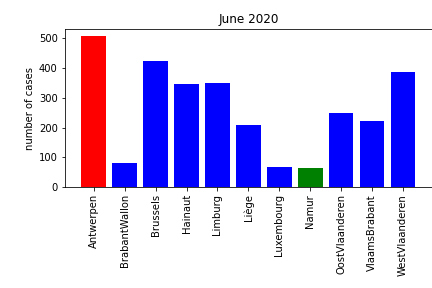 June 2020
number of cases
500
400
300
200
100
0
Antwerpen
BrabantWallon
Brussels
Hainaut
Limburg
Liège
Luxembourg
Namur
OostVlaanderen
VlaamsBrabant
WestVlaanderen